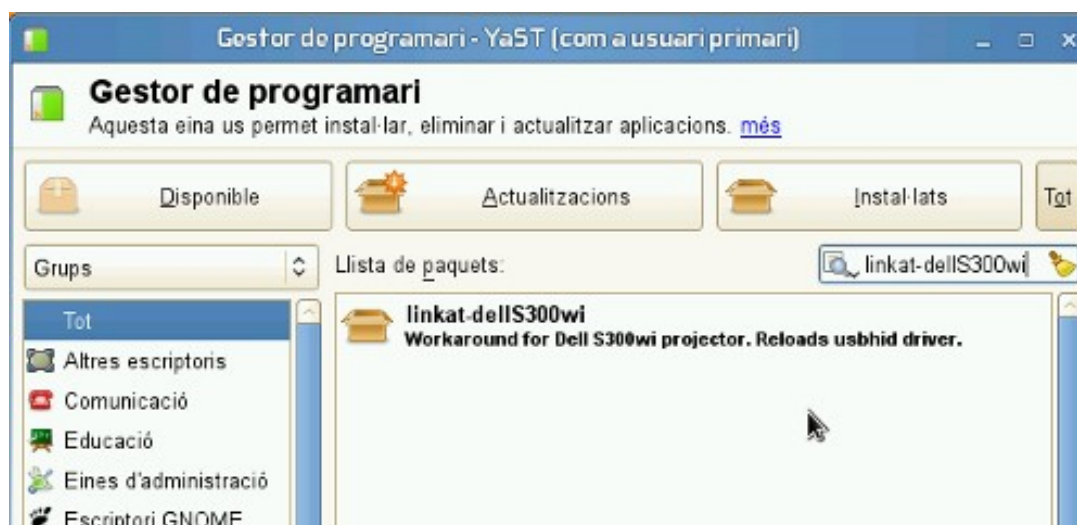 Gestor de programari - YaST (com a usuari primari)
Gestor de programari
Aquesta eina us permet instal·lar, eliminar i actualitzar aplicacions. més
Disponible
Actualitzacions
Instal·lats
Tot
Grups
Llista de paquets:
linkat-dellS300wi
Tot
Altres escriptoris
Comunicació
Educació
Eines d'administració
Escriptori GNOME
linkat-dellS300wi
Workaround for Dell S300wi projector. Reloads usbhid driver.